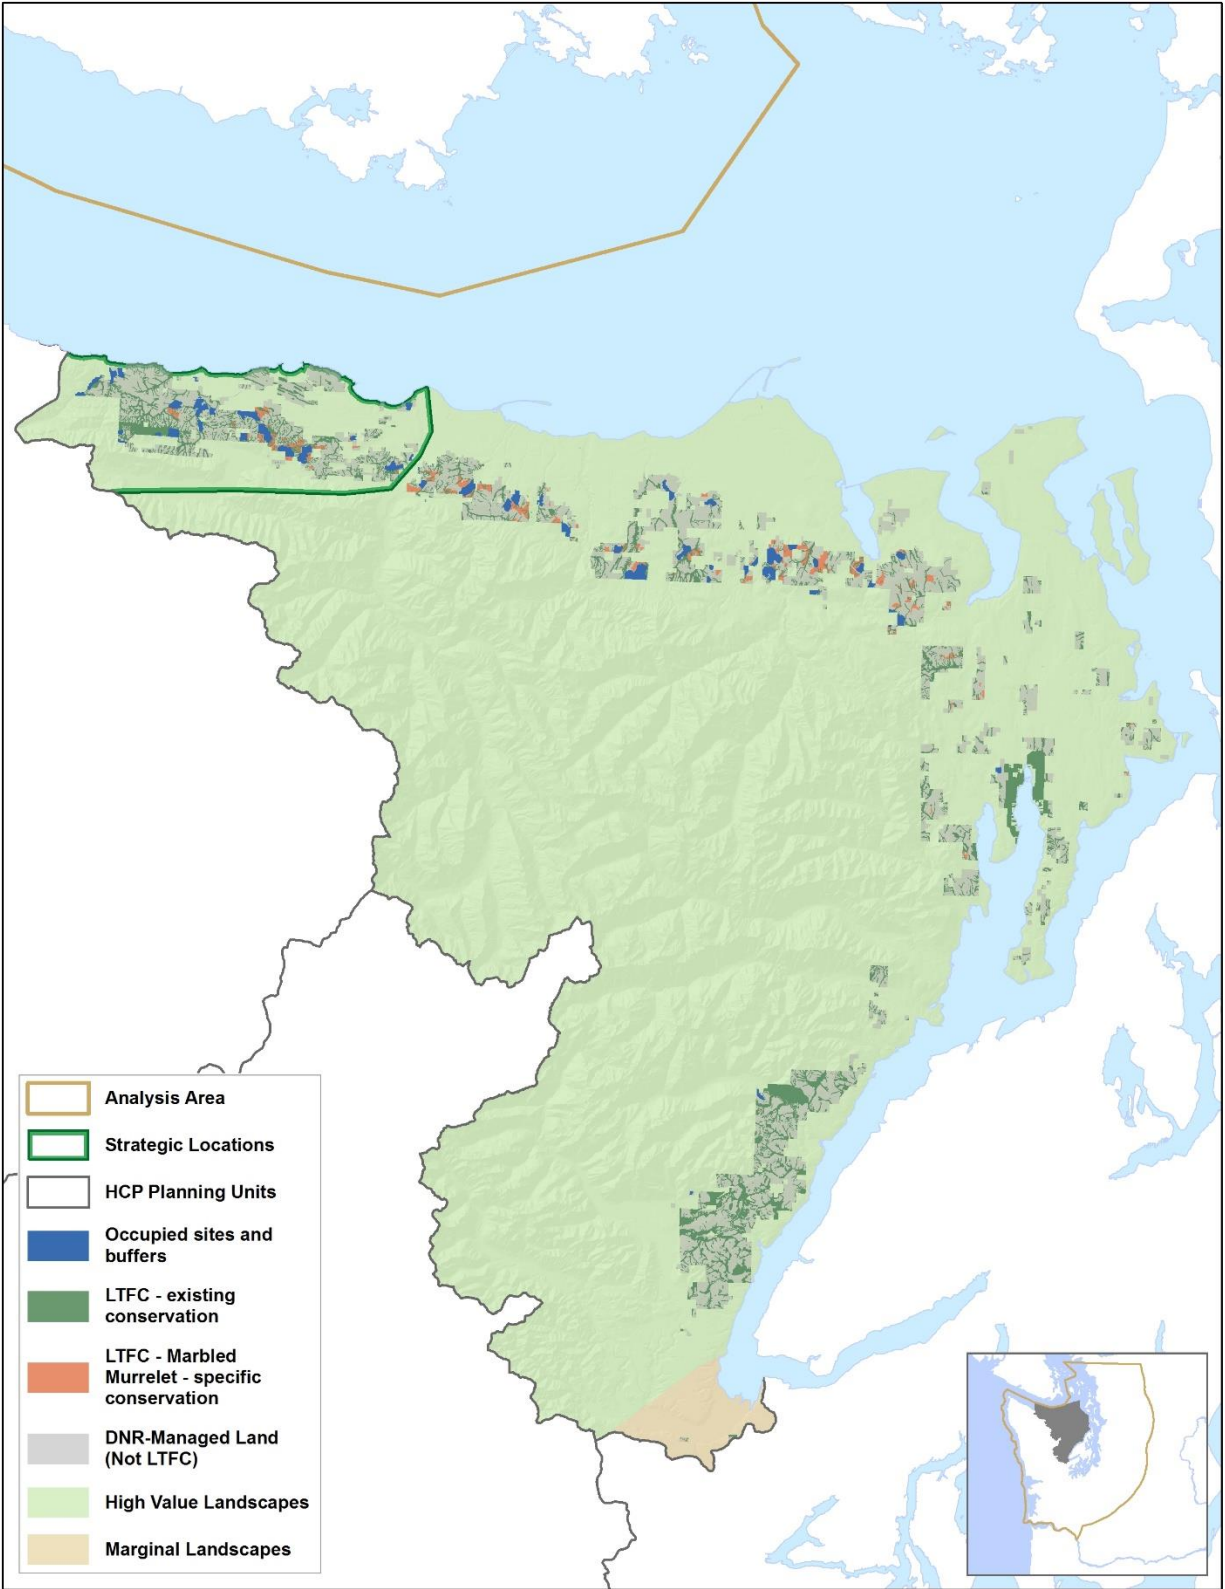 Analysis Area
Strategic Locations
HCP Planning Units
Occupied sites and
buffers
LTFC - existing
conservation
LTFC - Marbled
Murrelet - specific
conservation
DNR-Managed Land
(Not LTFC)
High Value Landscapes
Marginal Landscapes